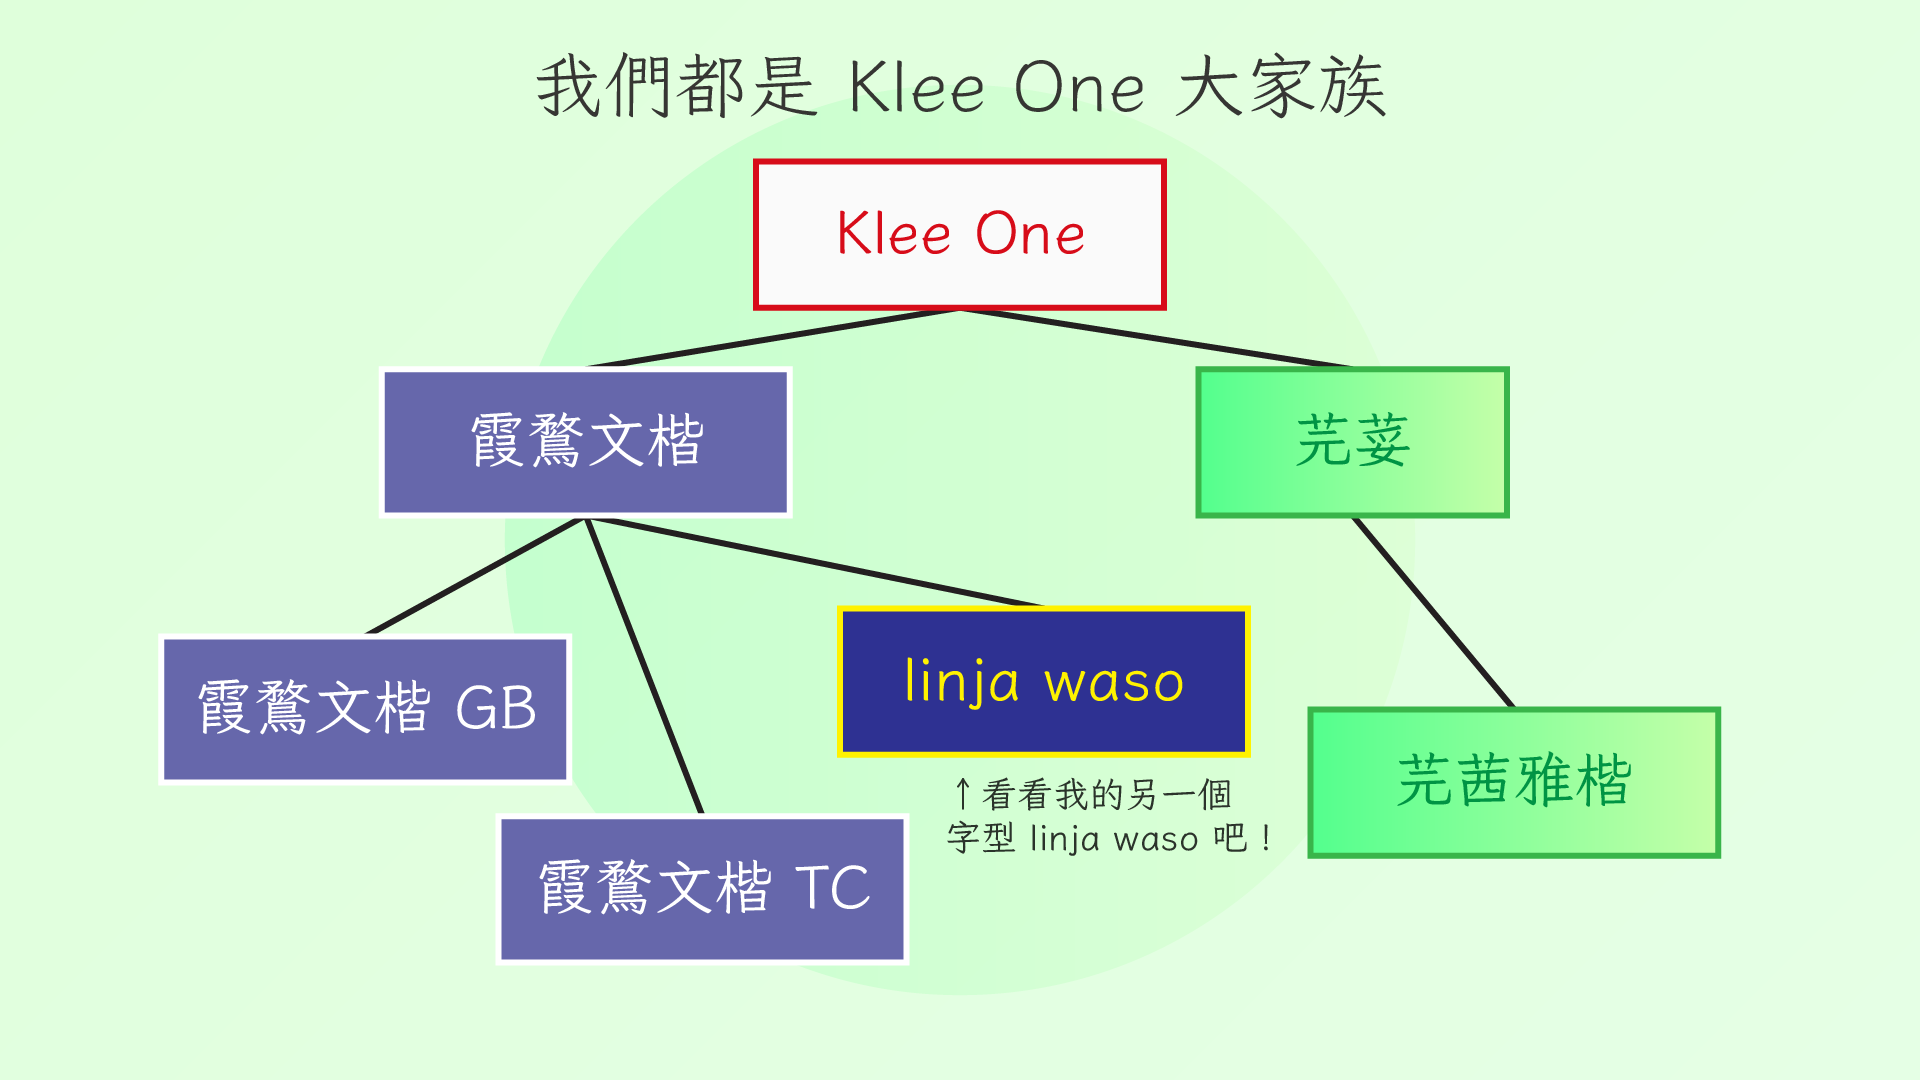 我們都是 Klee One 大家族
Klee One
霞鶩文楷
芫荽
霞鶩文楷 GB
linja waso
芫茜雅楷
↑看看我的另一個
字型 linja waso 吧！
霞鶩文楷 TC